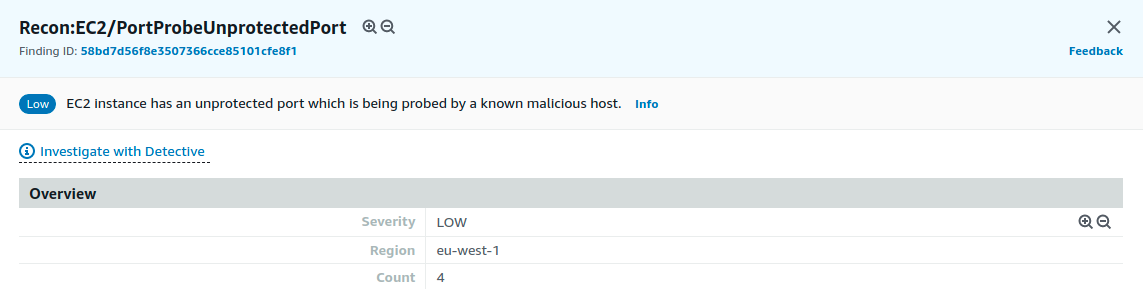 Recon:EC2/PortProbeUnprotectedPort
Finding ID: 58bd7d56f8e3507366cce85101cfe8f1
Feedback
Low EC2 instance has an unprotected port which is being probed by a known malicious host. Info
Investigate with Detective
Overview
Severity LOW
Region eu-west-1
Count 4